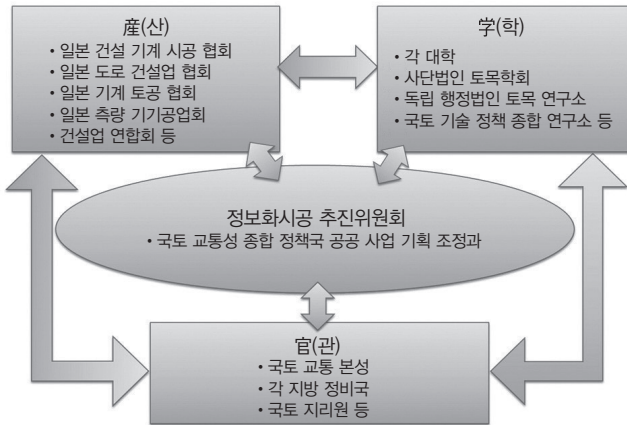 産(산)
• 일본 건설 기계 시공 협회
• 일본 도로 건설업 협회
• 일본 기계 토공 협회
• 일본 측량 기기공업회
• 건설업 연합회 등
学(학)
• 각 대학
• 사단법인 토목학회
• 독립 행정법인 토목 연구소
• 국토 기술 정책 종합 연구소 등
정보화시공 추진위원회
• 국토 교통성 종합 정책국 공공 사업 기획 조정과
官(관)
• 국토 교통 본성
• 각 지방 정비국
• 국토 지리원 등